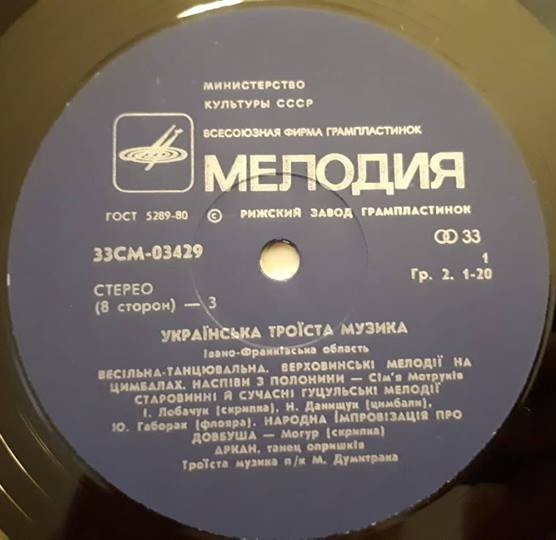 МИНИСТЕРСТВО
КУЛЬТУРЫ СССР
ВСЕСОЮЗНАЯ ФИРМА ГРАМПЛАСТИНОК
МЕЛОДИЯ
ГОСТ 5289-80 © РИЖСКИЙ ЗАВОД ГРАМПЛАСТИНОК
33СМ-03429 33
1
СТЕРЕО Гр. 2. 1-20
(8 сторон) — 3
УКРАЇНСЬКА ТРОЇСТА МУЗИКА
Івано-Франківська область
ВЕСІЛЬНА-ТАНЦЮВАЛЬНА. ВЕРХОВИНСЬКІ МЕЛОДІЇ НА
ЦИМБАЛАХ. НАСПІВИ З ПОЛОНИНИ — Сім'я Мотруків
СТАРОВИННІ Й СУЧАСНІ ГУЦУЛЬСЬКІ МЕЛОДІЇ
І. Лобачук (скрипка), Н. Данищук (цимбали),
Ю. Габорак (флояра). НАРОДНА ІМПРОВІЗАЦІЯ ПРО
ДОВБУША — Могур (скрипка)
АРКАН, танец опришків
Троїста музика п/к М. Думитрака